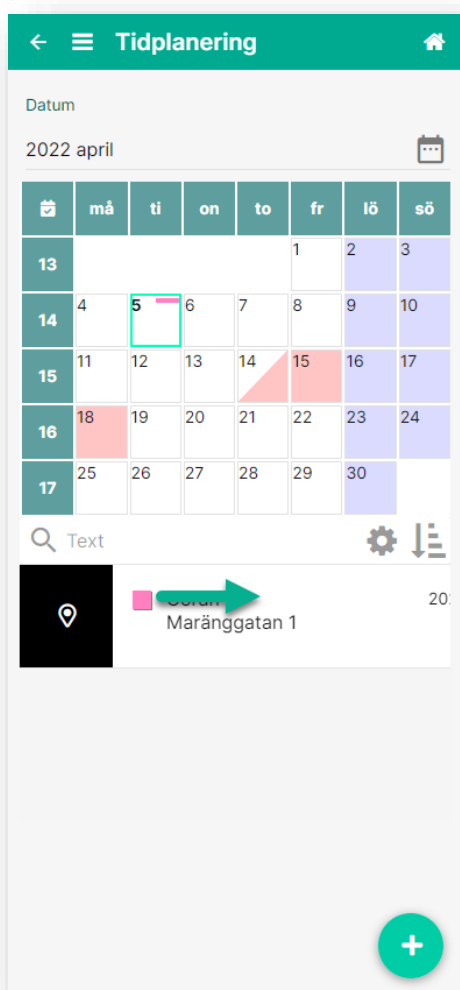 Tidplanering
Datum
2022 april
må ti on to fr lö sö
13 1 2 3
14 4 5 6 7 8 9 10
15 11 12 13 14 15 16 17
16 18 19 20 21 22 23 24
17 25 26 27 28 29 30
Text
20
Maränggatan 1